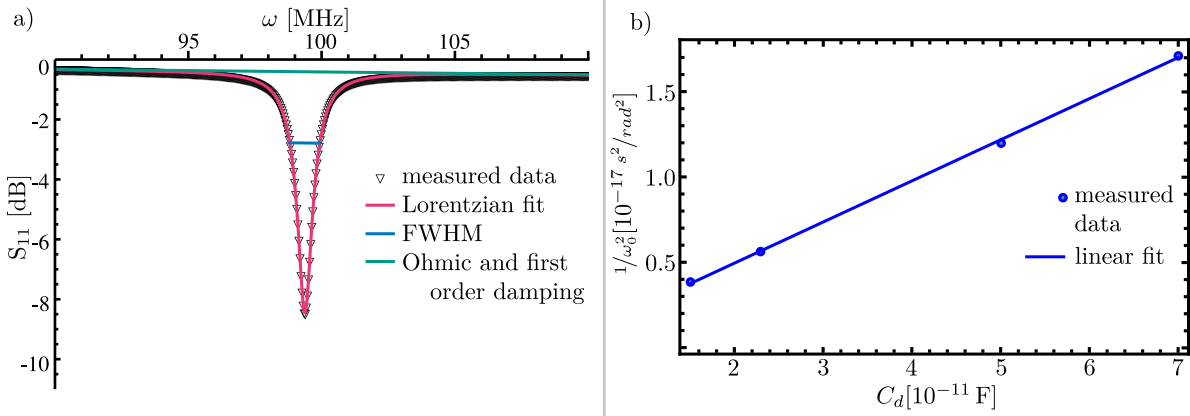 a)
ω [MHz]
95 100 105
0
-2
-4
-6
-8
-10
S₁₁ [dB]
measured data
Lorentzian fit
FWHM
Ohmic and first
order damping
b)
1/ω₀² [10⁻¹⁷ s²/rad²]
1.5
1.0
0.5
0
measured
data
linear fit
2 3 4 5 6 7
C_d[10⁻¹¹ F]